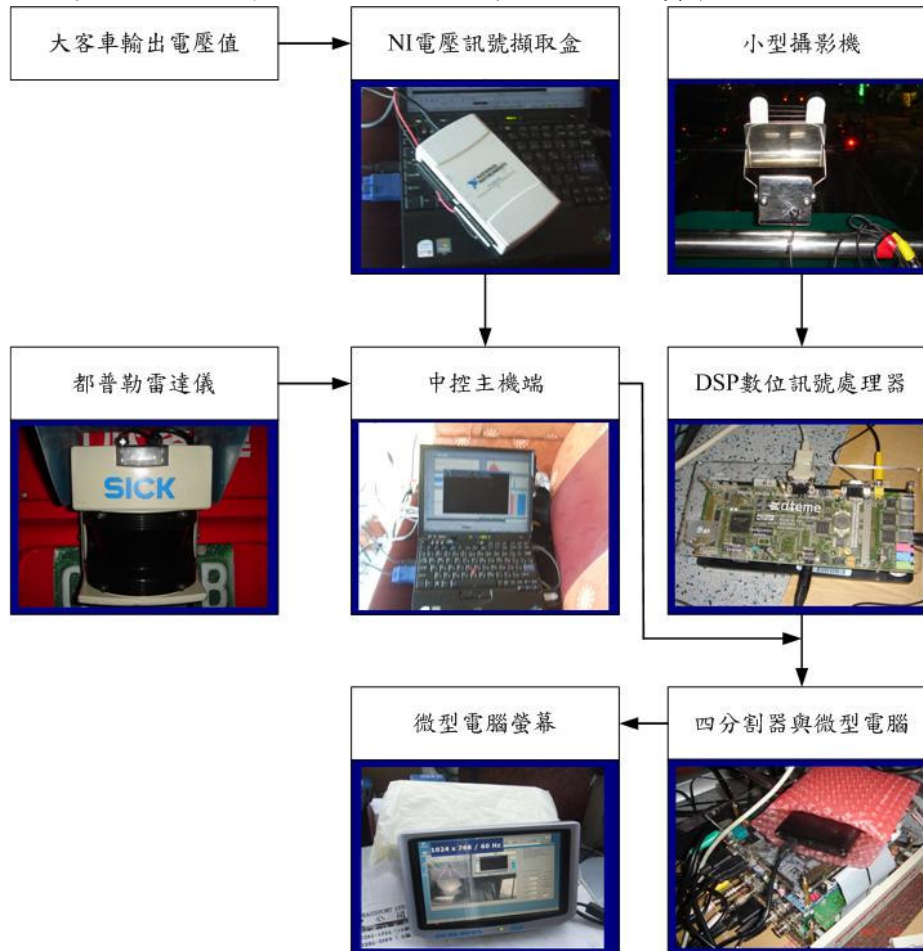 大客車輸出電壓值
NI電壓訊號擷取盒
小型攝影機
NATIONAL INSTRUMENTS
都普勒雷達儀
中控主機端
DSP數位訊號處理器
SICK
ateme
8
微型電腦螢幕
四分割器與微型電腦
1024 x 768 / 60 Hz